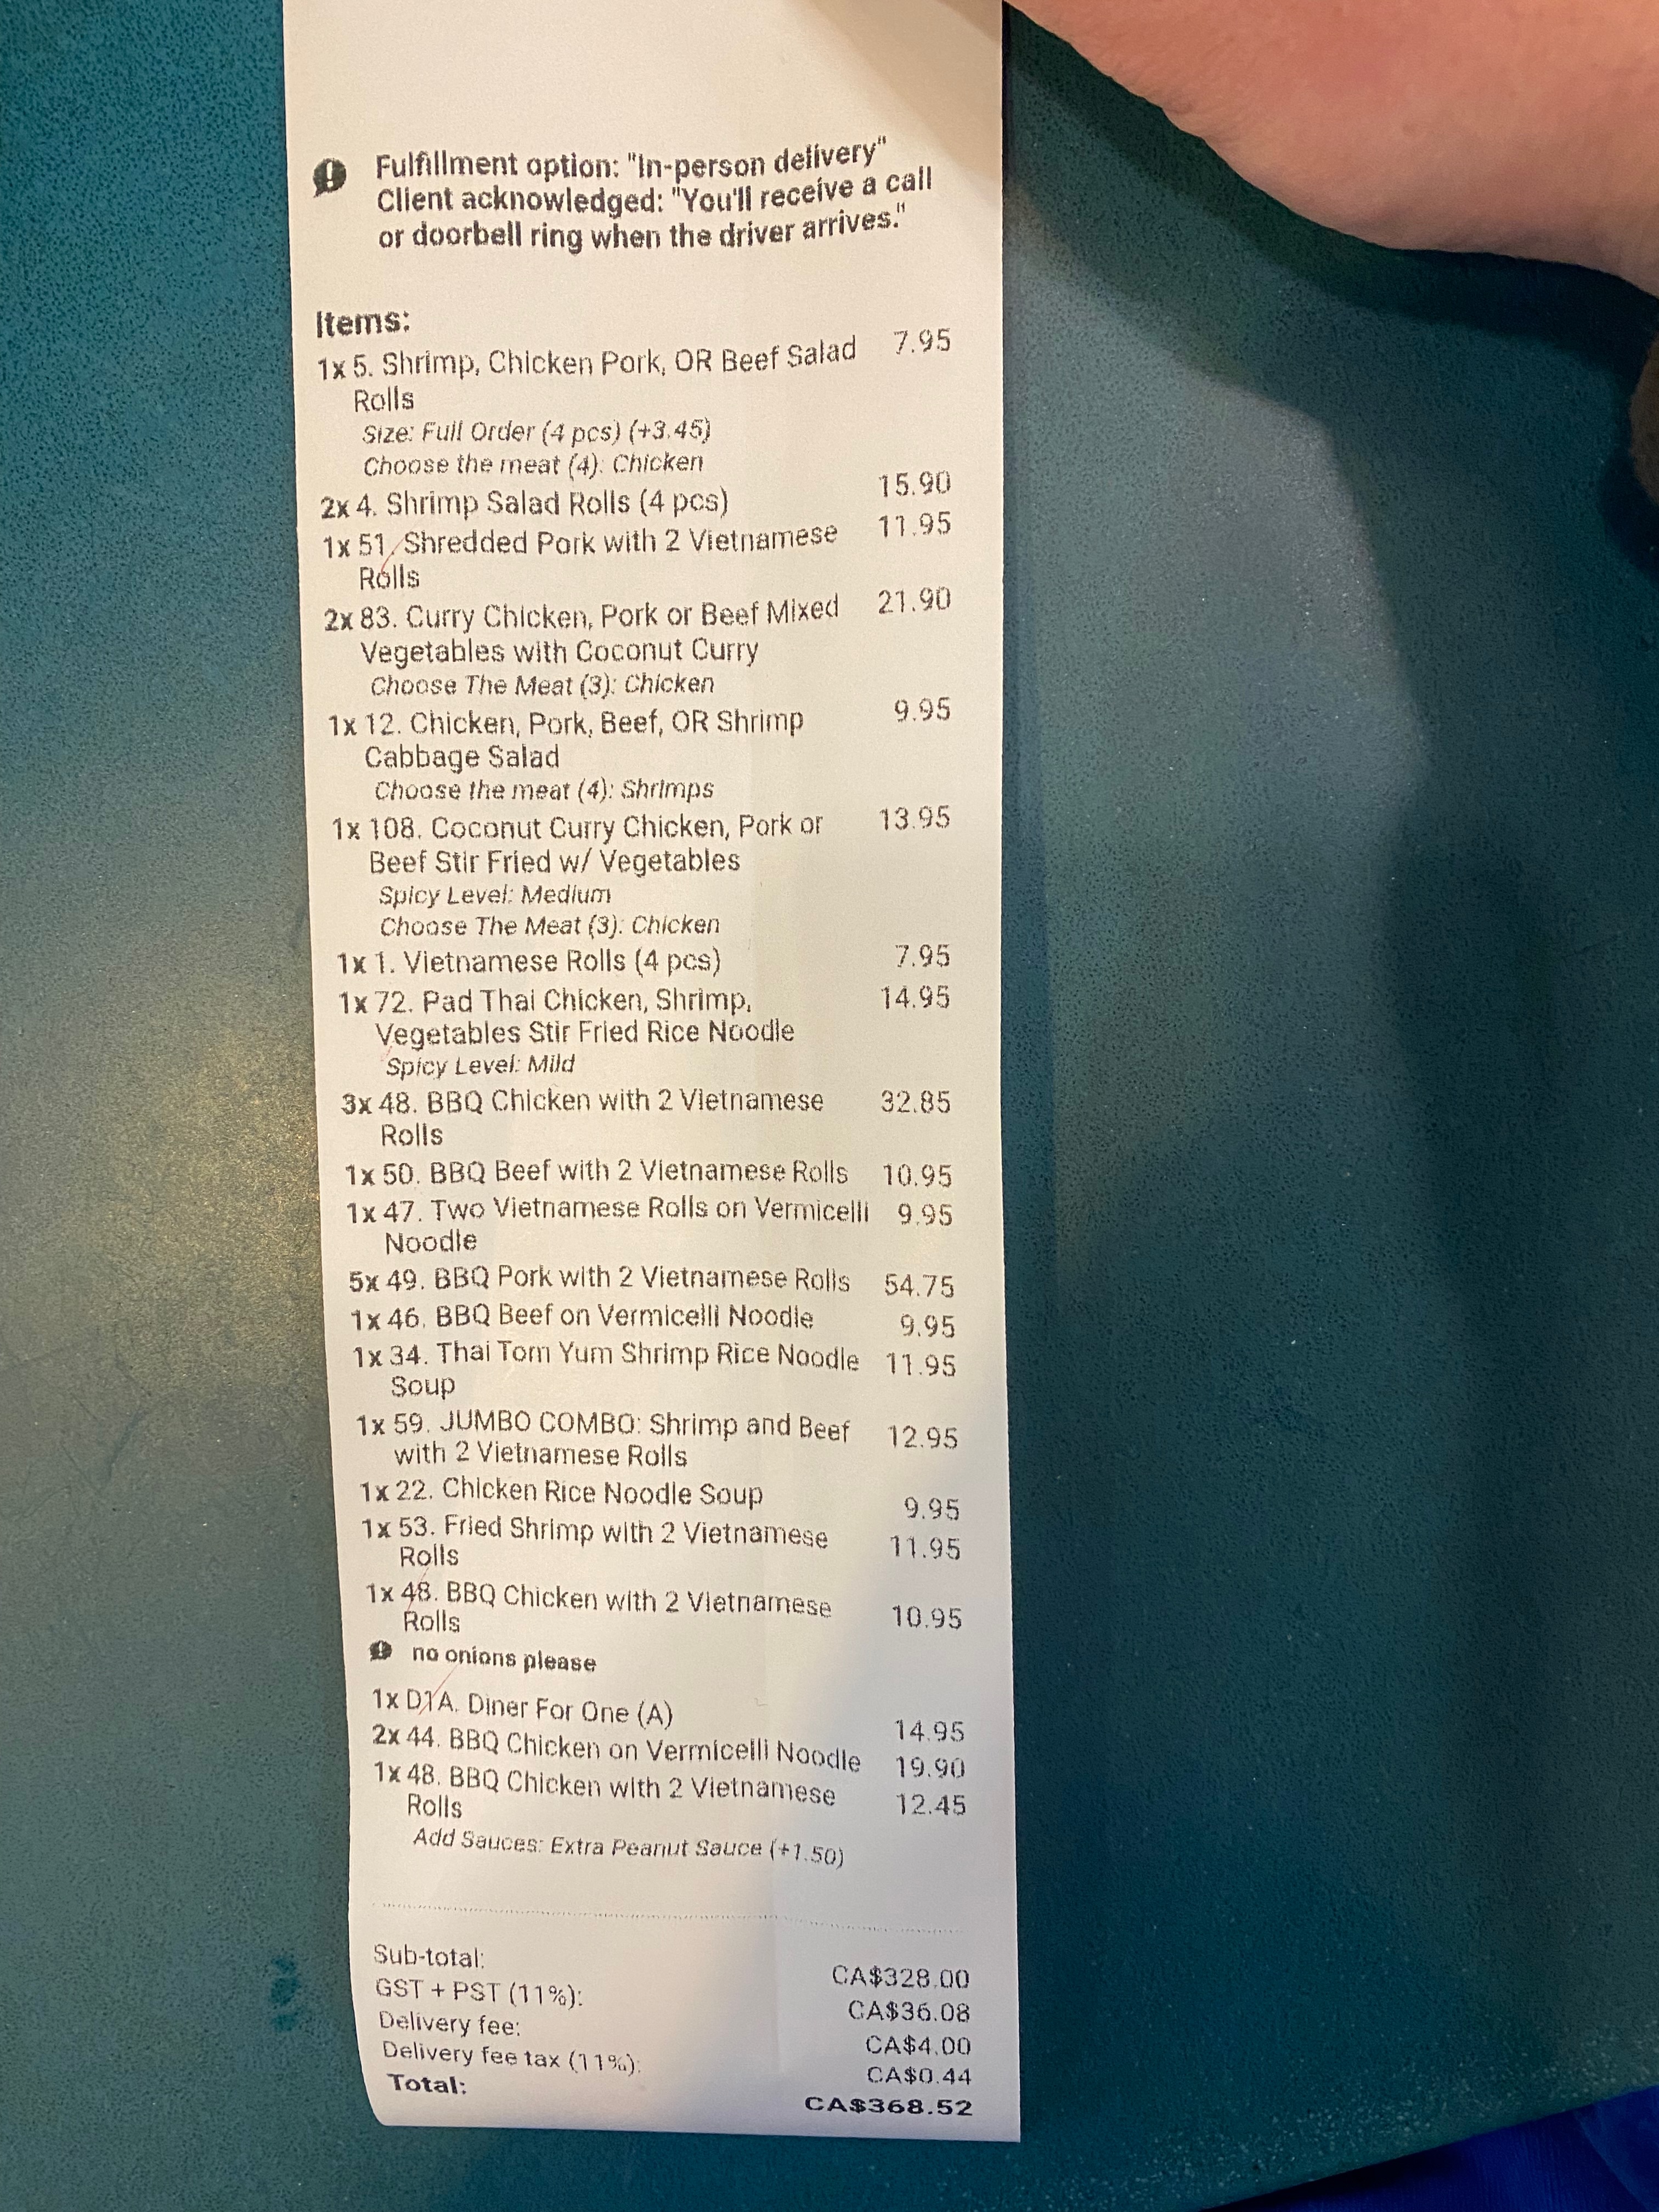 Fulfillment option: "In-person delivery"
Client acknowledged: "You'll receive a call
or doorbell ring when the driver arrives."
Items:
1x 5. Shrimp, Chicken Pork, OR Beef Salad 7.95
Rolls
Size: Full Order (4 pcs) (+3.45)
Choose the meat (4): Chicken
2x 4. Shrimp Salad Rolls (4 pcs) 15.90
1x 51. Shredded Pork with 2 Vietnamese 11.95
Rolls
2x 83. Curry Chicken, Pork or Beef Mixed 21.90
Vegetables with Coconut Curry
Choose The Meat (3): Chicken
1x 12. Chicken, Pork, Beef, OR Shrimp 9.95
Cabbage Salad
Choose the meat (4): Shrimps
1x 108. Coconut Curry Chicken, Pork or 13.95
Beef Stir Fried w/ Vegetables
Spicy Level: Medium
Choose The Meat (3): Chicken
1x 1. Vietnamese Rolls (4 pcs) 7.95
1x 72. Pad Thai Chicken, Shrimp, 14.95
Vegetables Stir Fried Rice Noodle
Spicy Level: Mild
3x 48. BBQ Chicken with 2 Vietnamese 32.85
Rolls
1x 50. BBQ Beef with 2 Vietnamese Rolls 10.95
1x 47. Two Vietnamese Rolls on Vermicelli 9.95
Noodle
5x 49. BBQ Pork with 2 Vietnamese Rolls 54.75
1x 46. BBQ Beef on Vermicelli Noodle 9.95
1x 34. Thai Tom Yum Shrimp Rice Noodle 11.95
Soup
1x 59. JUMBO COMBO: Shrimp and Beef 12.95
with 2 Vietnamese Rolls
1x 22. Chicken Rice Noodle Soup 9.95
1x 53. Fried Shrimp with 2 Vietnamese 11.95
Rolls
1x 48. BBQ Chicken with 2 Vietnamese 10.95
Rolls
no onions please
1x D1A. Diner For One (A) 14.95
2x 44. BBQ Chicken on Vermicelli Noodle 19.90
1x 48. BBQ Chicken with 2 Vietnamese 12.45
Rolls
Add Sauces: Extra Peanut Sauce (+1.50)
Sub-total: CA$328.00
GST + PST (11%): CA$36.08
Delivery fee: CA$4.00
Delivery fee tax (11%): CA$0.44
Total: CA$368.52